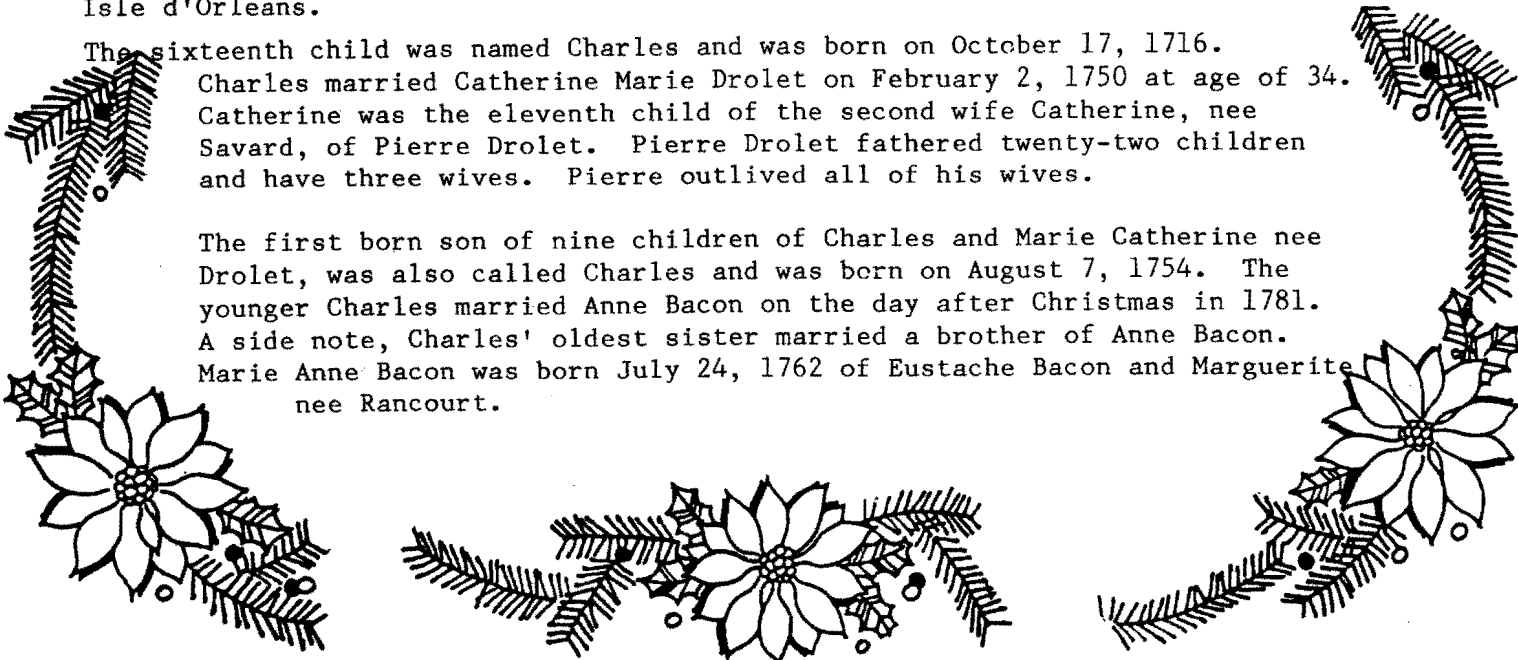 Isle d'Orleans.
The sixteenth child was named Charles and was born on October 17, 1716.
Charles married Catherine Marie Drolet on February 2, 1750 at age of 34.
Catherine was the eleventh child of the second wife Catherine, nee
Savard, of Pierre Drolet. Pierre Drolet fathered twenty-two children
and have three wives. Pierre outlived all of his wives.
The first born son of nine children of Charles and Marie Catherine nee
Drolet, was also called Charles and was born on August 7, 1754. The
younger Charles married Anne Bacon on the day after Christmas in 1781.
A side note, Charles' oldest sister married a brother of Anne Bacon.
Marie Anne Bacon was born July 24, 1762 of Eustache Bacon and Marguerite
nee Rancourt.